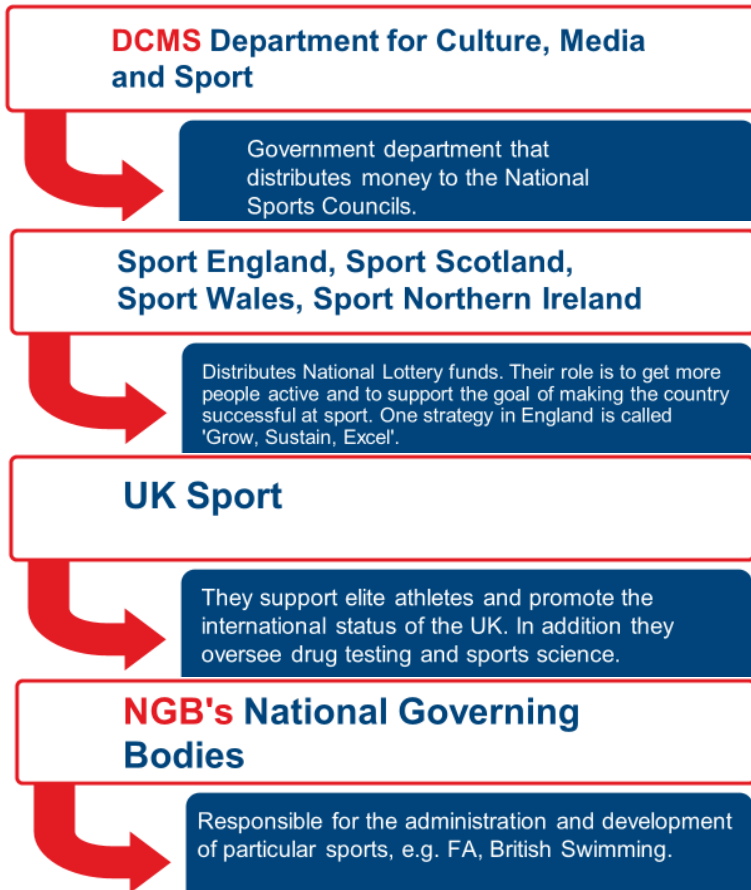 DCMS Department for Culture, Media
and Sport
Government department that
distributes money to the National
Sports Councils.
Sport England, Sport Scotland,
Sport Wales, Sport Northern Ireland
Distributes National Lottery funds. Their role is to get more
people active and to support the goal of making the country
successful at sport. One strategy in England is called
'Grow, Sustain, Excel'.
UK Sport
They support elite athletes and promote the
international status of the UK. In addition they
oversee drug testing and sports science.
NGB's National Governing
Bodies
Responsible for the administration and development
of particular sports, e.g. FA, British Swimming.